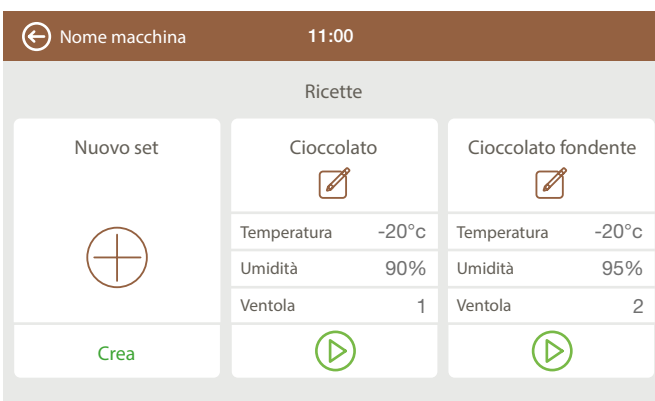 Nome macchina 11:00
Ricette
Nuovo set
Crea
Cioccolato
Temperatura -20°c
Umidità 90%
Ventola 1
Cioccolato fondente
Temperatura -20°c
Umidità 95%
Ventola 2